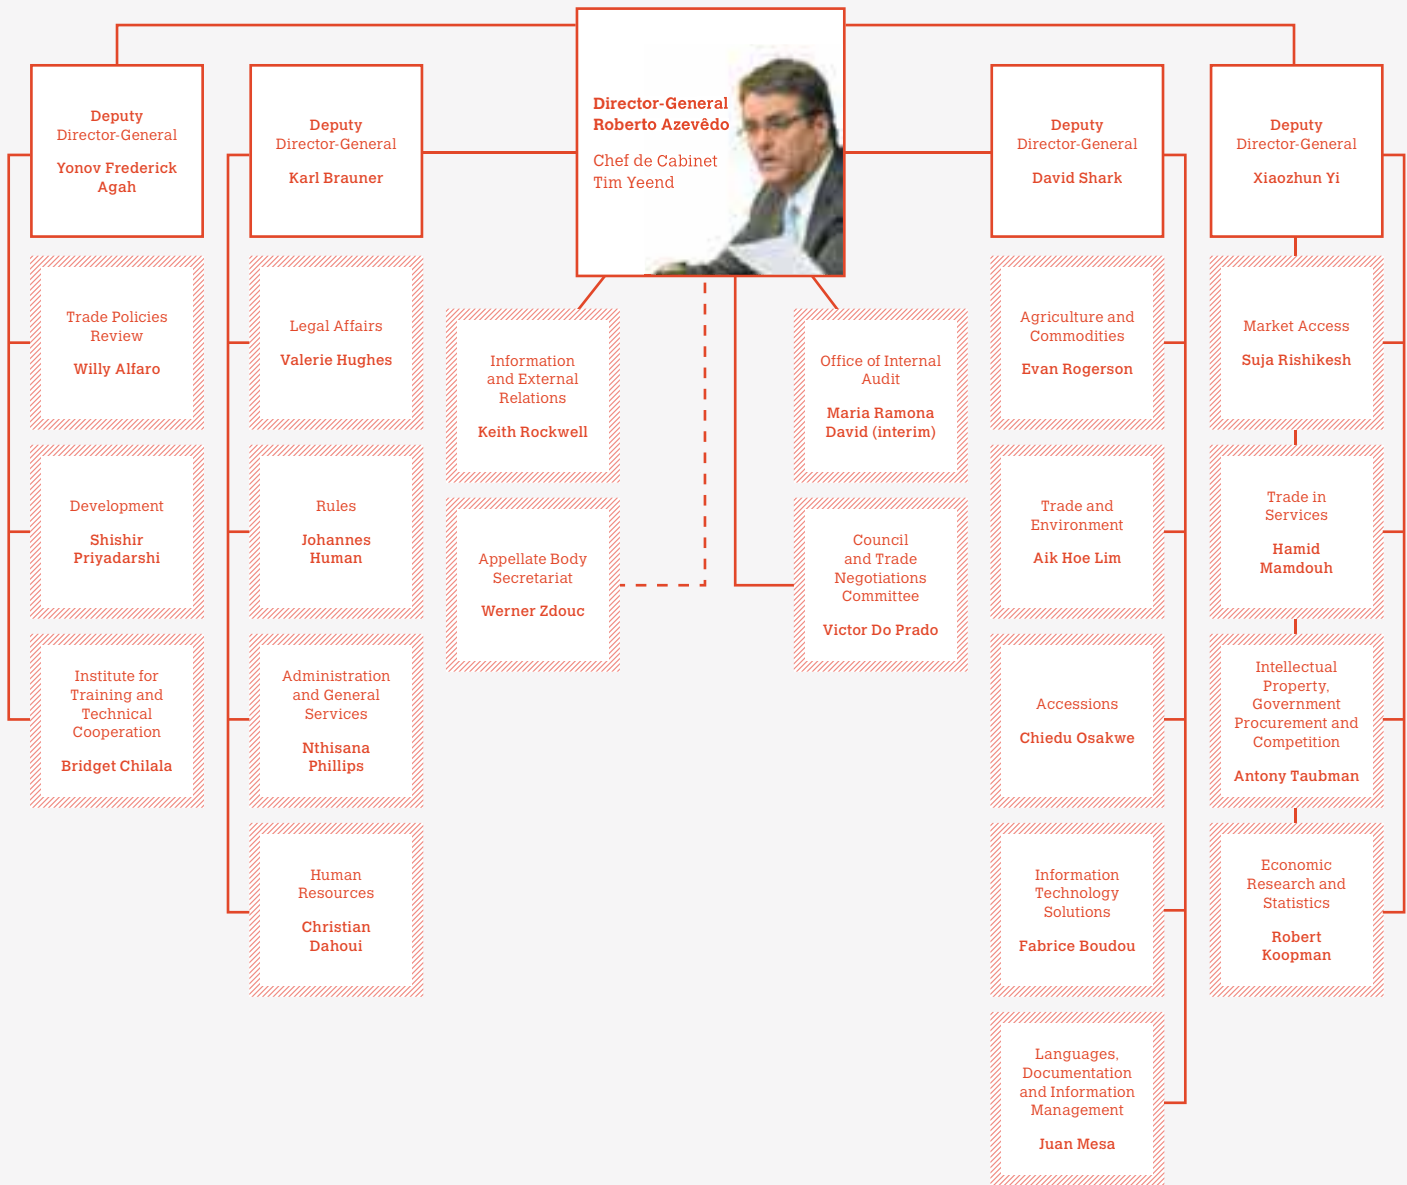 Director-General
Roberto Azevêdo
Chef de Cabinet
Tim Yeend
Deputy
Director-General
Yonov Frederick
Agah
Trade Policies
Review
Willy Alfaro
Development
Shishir
Priyadarshi
Institute for
Training and
Technical
Cooperation
Bridget Chilala
Deputy
Director-General
Karl Brauner
Legal Affairs
Valerie Hughes
Rules
Johannes
Human
Administration
and General
Services
Nthisana
Phillips
Human
Resources
Christian
Dahoui
Information
and External
Relations
Keith Rockwell
Appellate Body
Secretariat
Werner Zdouc
Office of Internal
Audit
Maria Ramona
David (interim)
Council
and Trade
Negotiations
Committee
Victor Do Prado
Deputy
Director-General
David Shark
Agriculture and
Commodities
Evan Rogerson
Trade and
Environment
Aik Hoe Lim
Accessions
Chiedu Osakwe
Information
Technology
Solutions
Fabrice Boudou
Languages,
Documentation
and Information
Management
Juan Mesa
Deputy
Director-General
Xiaozhun Yi
Market Access
Suja Rishikesh
Trade in
Services
Hamid
Mamdouh
Intellectual
Property,
Government
Procurement and
Competition
Antony Taubman
Economic
Research and
Statistics
Robert
Koopman